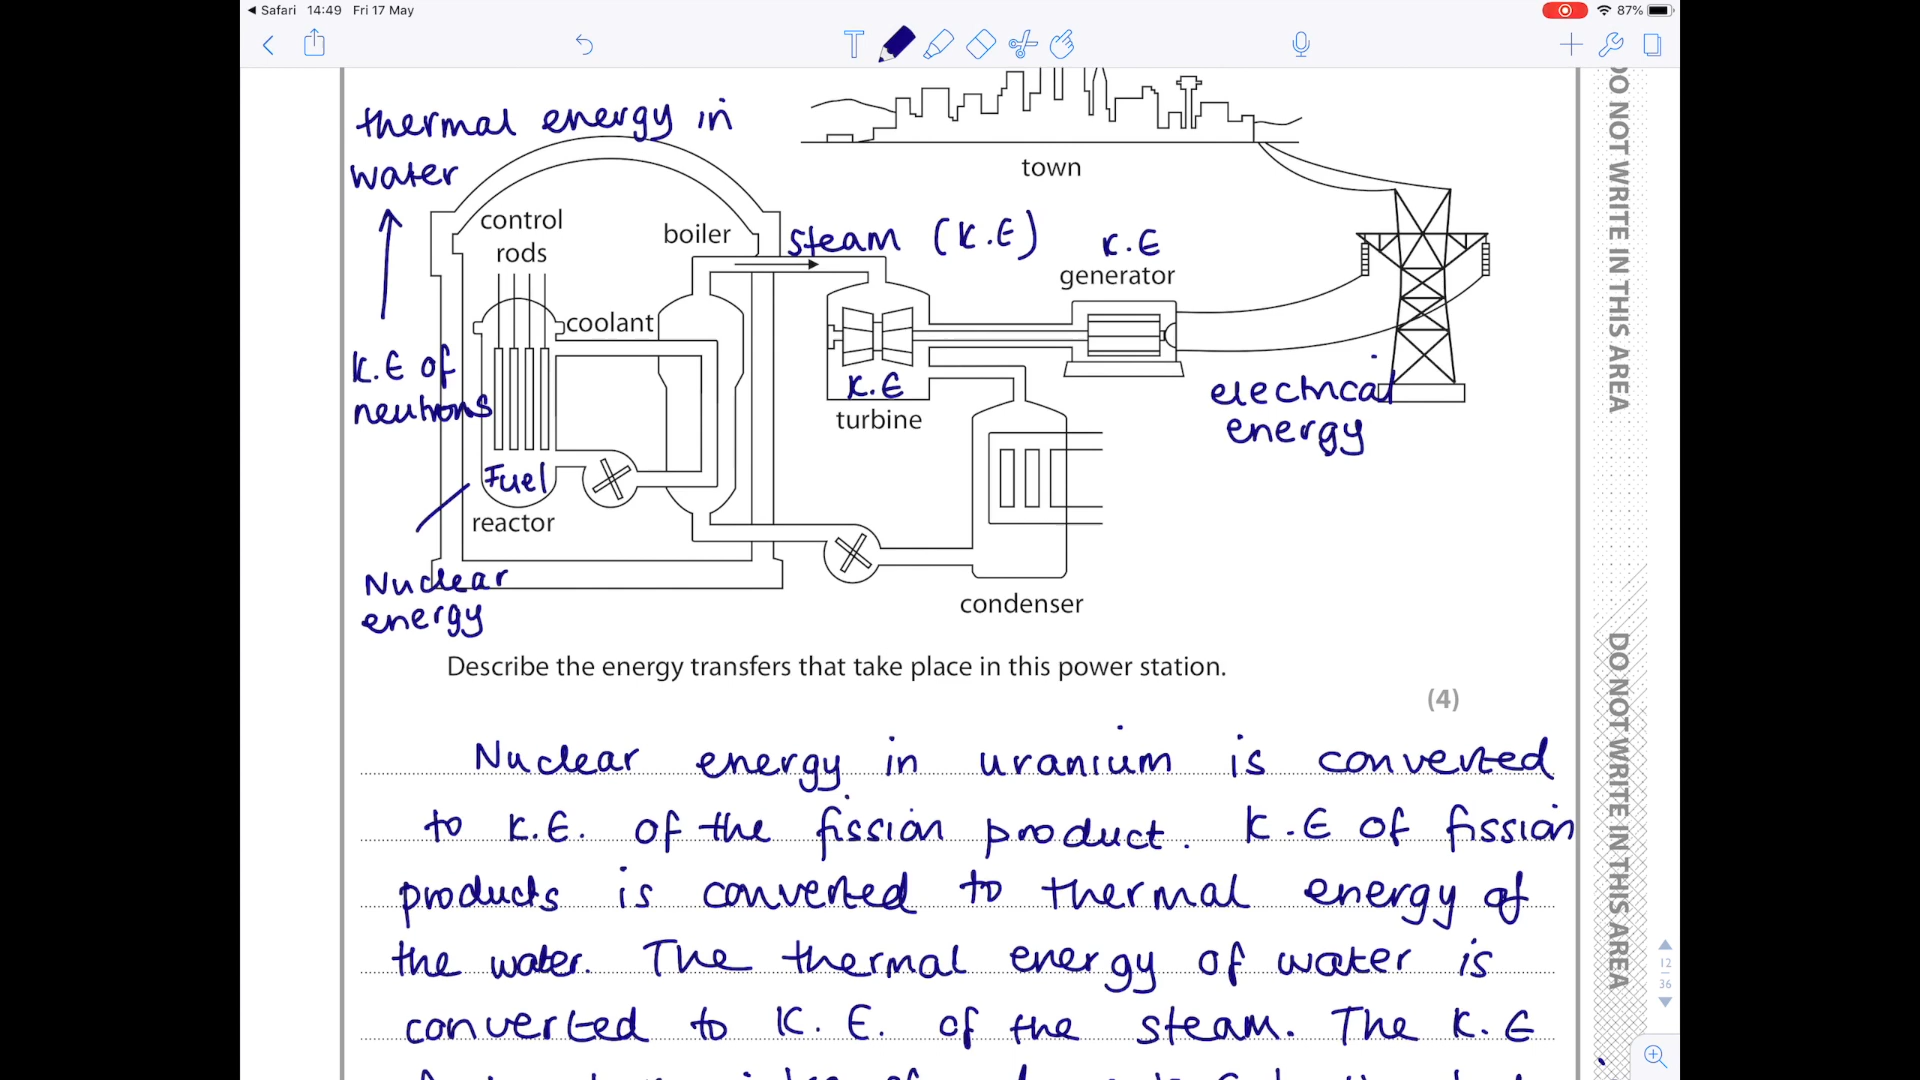 Safari 14:49 Fri 17 May
87%
thermal energy in
water
town
control
rods
boiler
steam (K.E)
K.E
generator
coolant
K.E of
neutrons
K.E
turbine
electrical
energy
Fuel
reactor
Nuclear
energy
condenser
Describe the energy transfers that take place in this power station.
(4)
Nuclear energy in uranium is converted
to K.E. of the fission product. K.E of fission
products is converted to thermal energy of
the water. The thermal energy of water is
converted to K.E. of the steam. The K.E
DO NOT WRITE IN THIS AREA
DO NOT WRITE IN THIS AREA
12
36